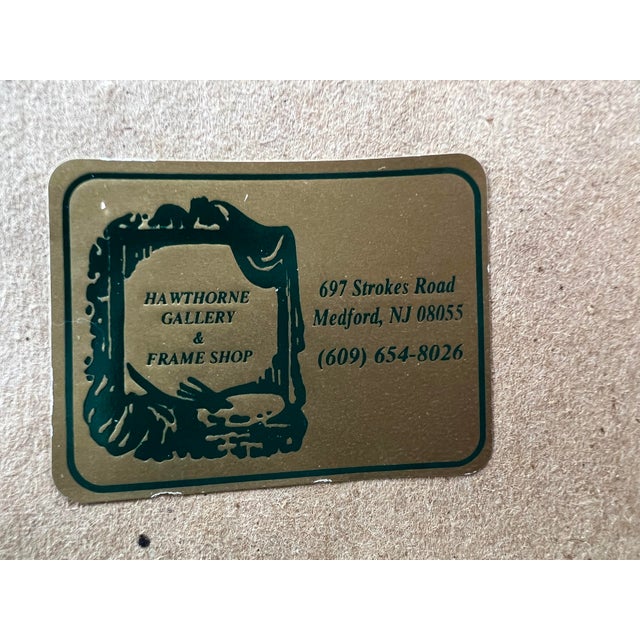 HAWTHORNE
GALLERY
&
FRAME SHOP
697 Strokes Road
Medford, NJ 08055
(609) 654-8026